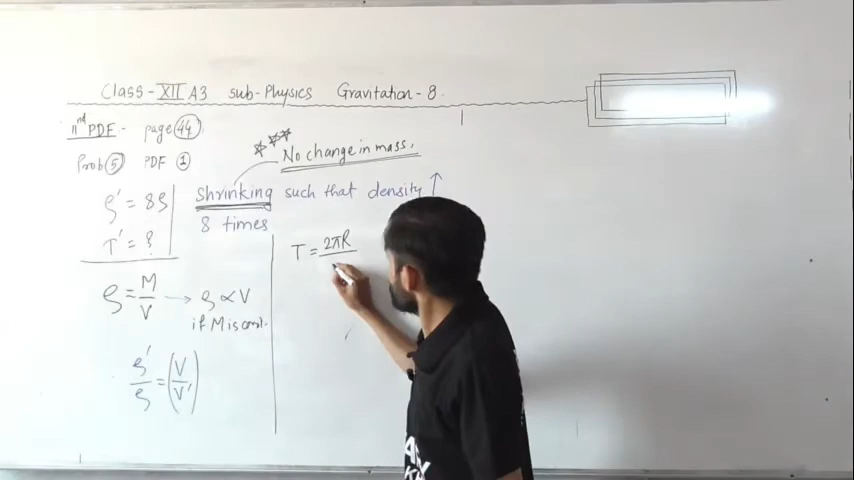 Class - XII A3 sub - Physics Gravitation - 8.
IInd PDF - page 44
Prob 5 PDF 1
*** No change in mass.
ρ' = 8ρ
shrinking such that density ↑
8 times
T' = ?
T = 2πR
ρ = M/V → ρ ∝ V
if M is const.
ρ'/ρ = (V/V')